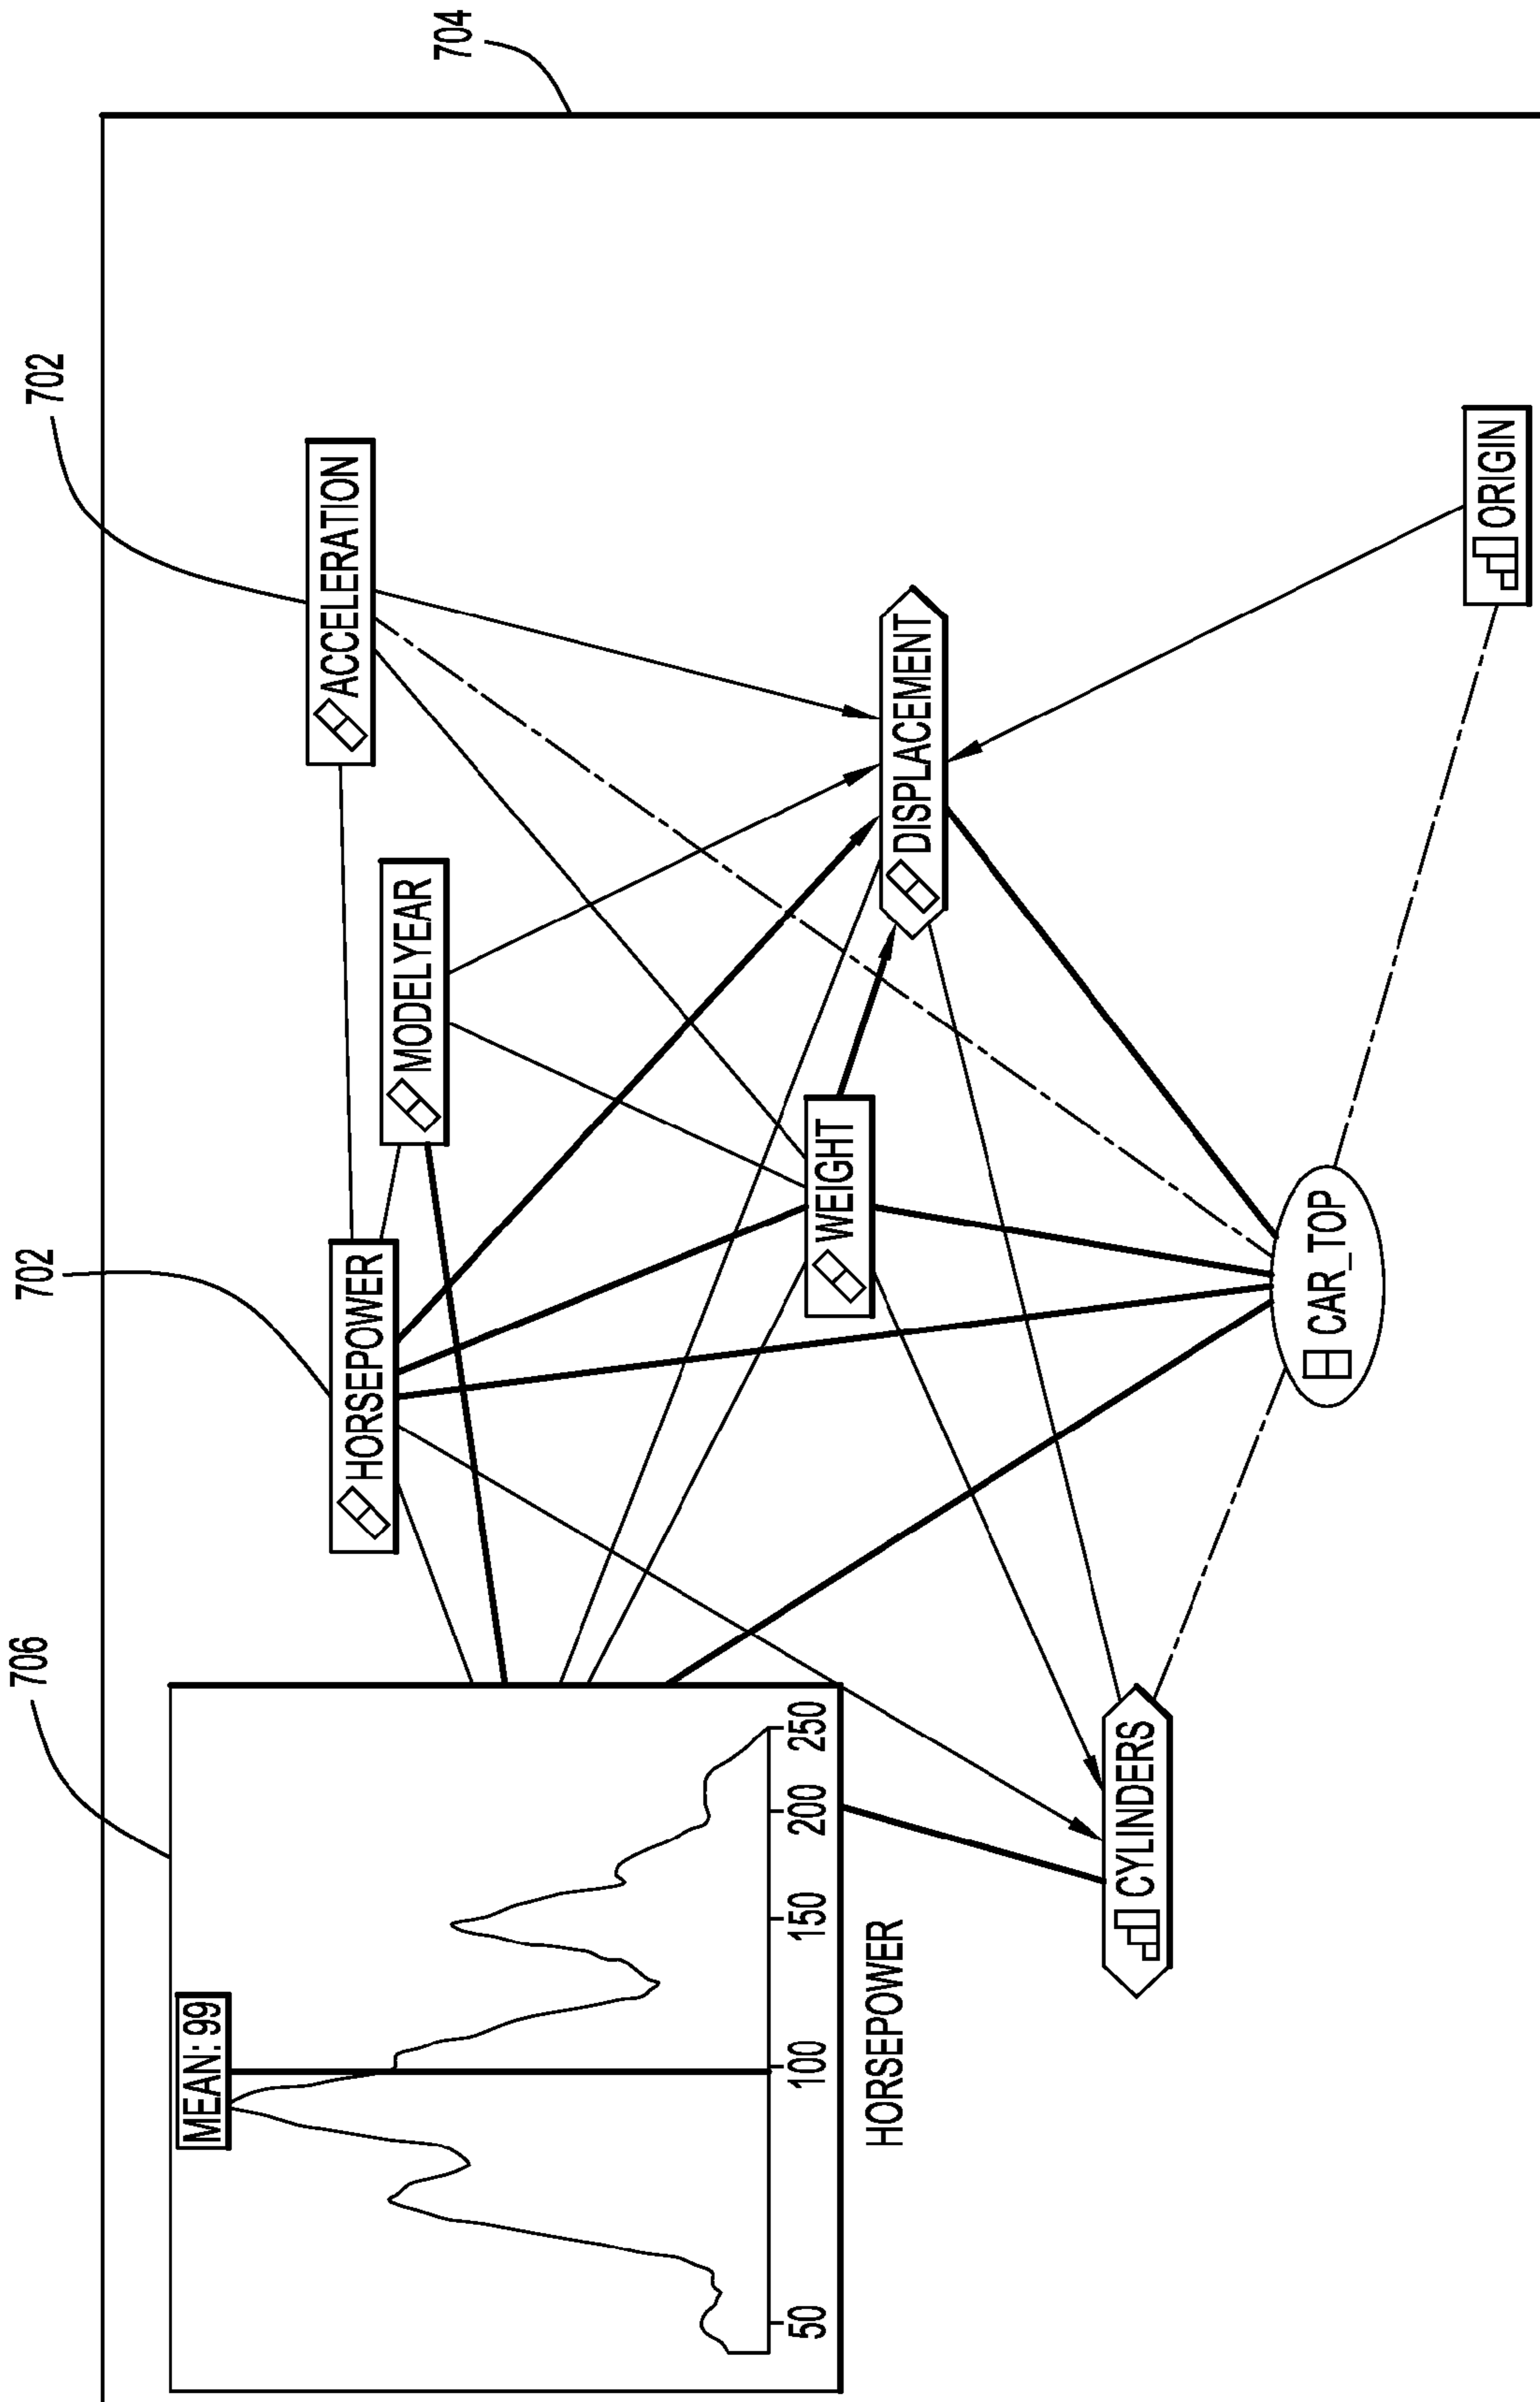 706
702
702
704
MEAN: 99
50
100
150
200
250
HORSEPOWER
HORSEPOWER
ACCELERATION
MODELYEAR
WEIGHT
DISPLACEMENT
CYLINDERS
CAR_TOP
ORIGIN